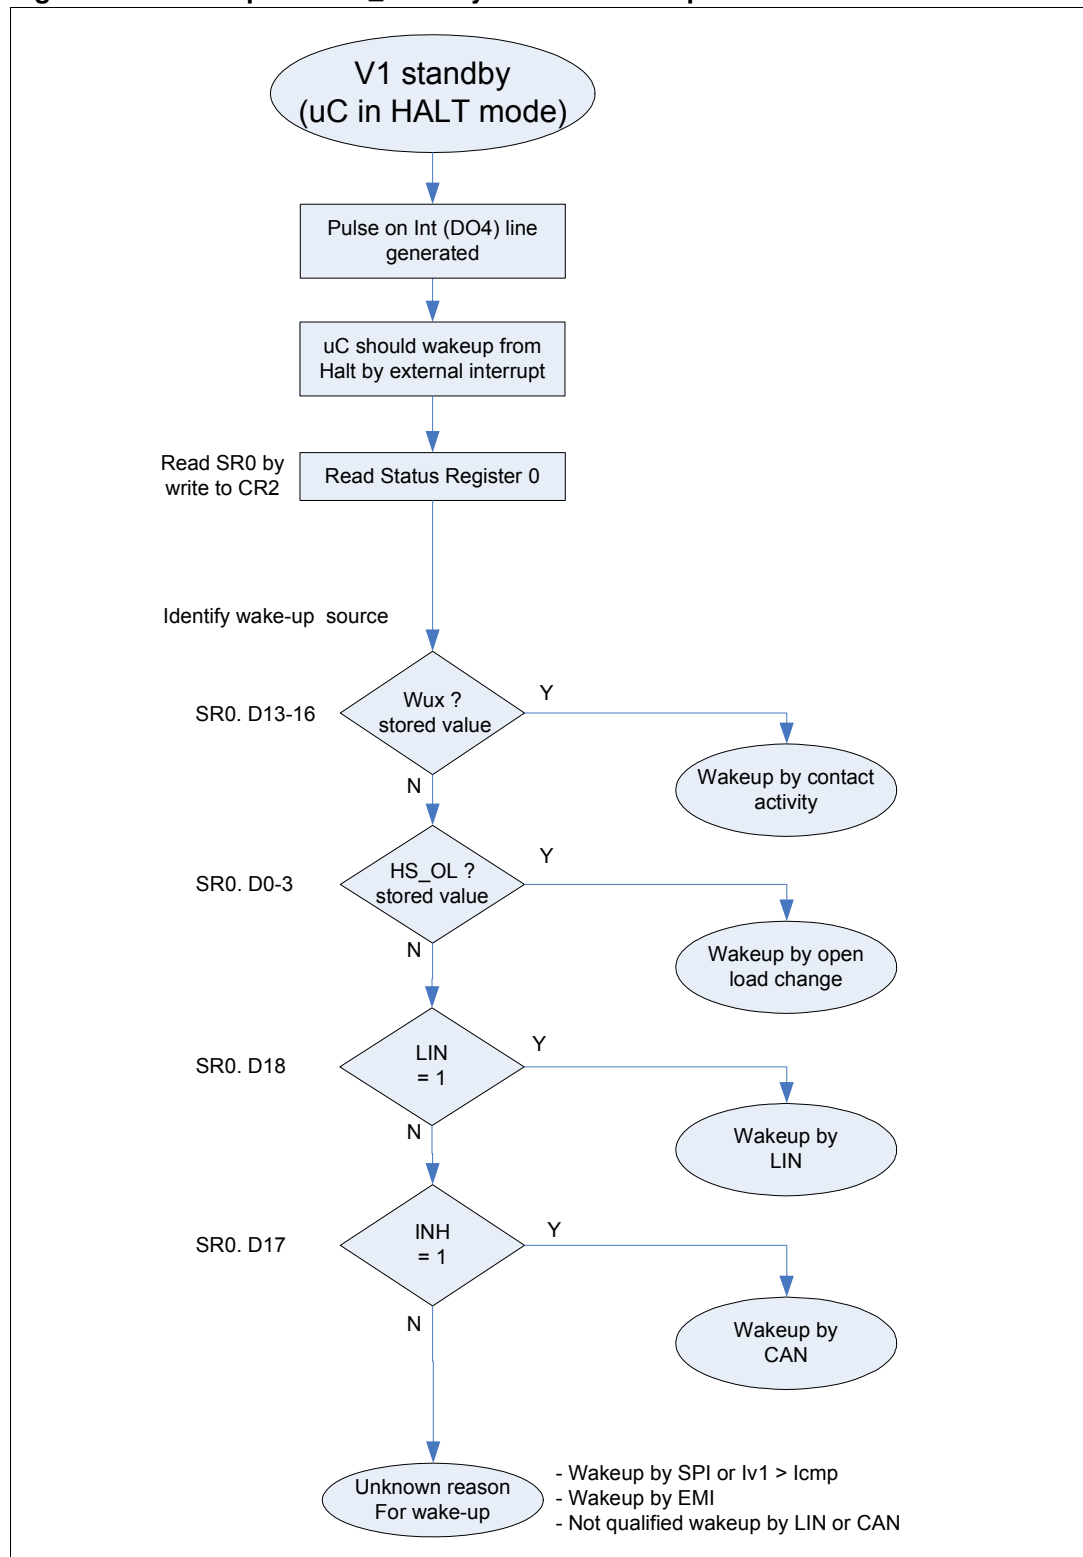 V1 standby
(uC in HALT mode)
Pulse on Int (DO4) line
generated
uC should wakeup from
Halt by external interrupt
Read SR0 by
write to CR2
Read Status Register 0
Identify wake-up source
SR0. D13-16
Wux ?
stored value
Y
N
Wakeup by contact
activity
SR0. D0-3
HS_OL ?
stored value
Y
N
Wakeup by open
load change
SR0. D18
LIN
= 1
Y
N
Wakeup by
LIN
SR0. D17
INH
= 1
Y
N
Wakeup by
CAN
Unknown reason
For wake-up
- Wakeup by SPI or Iv1 > Icmp
- Wakeup by EMI
- Not qualified wakeup by LIN or CAN